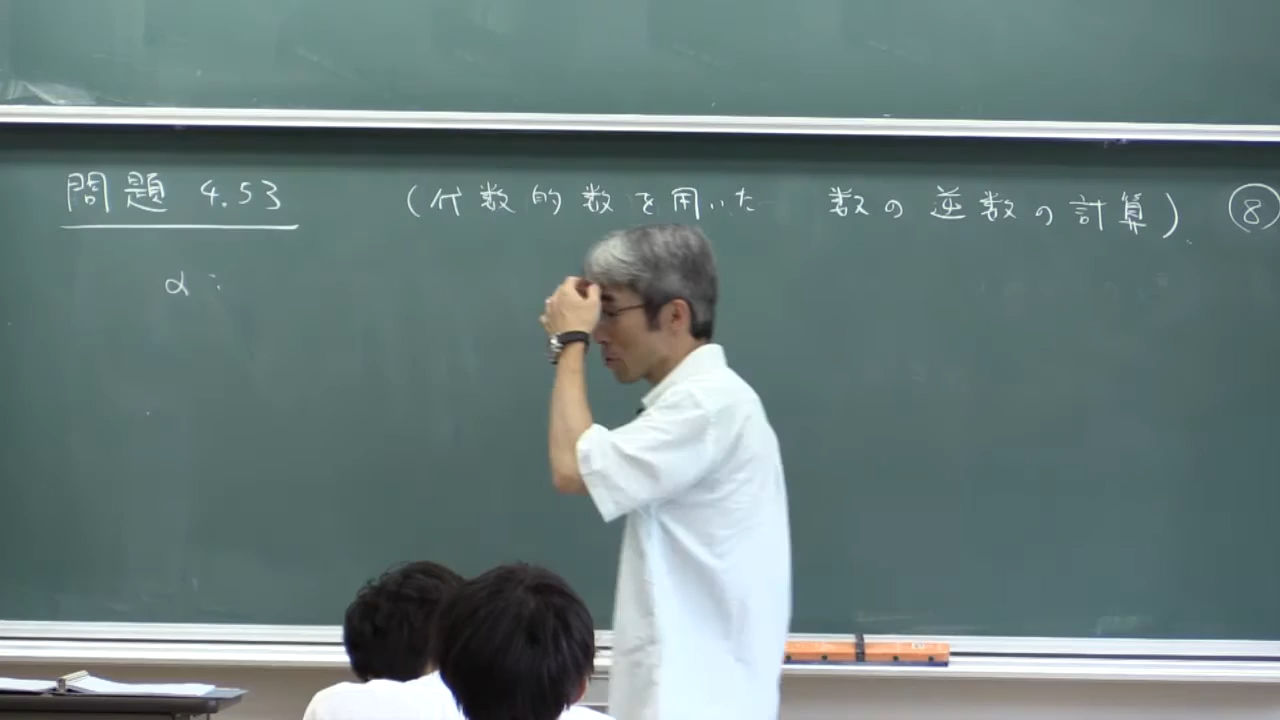 問題 4.53 (代数的数を用いた 数の逆数の計算). ⑧
α: